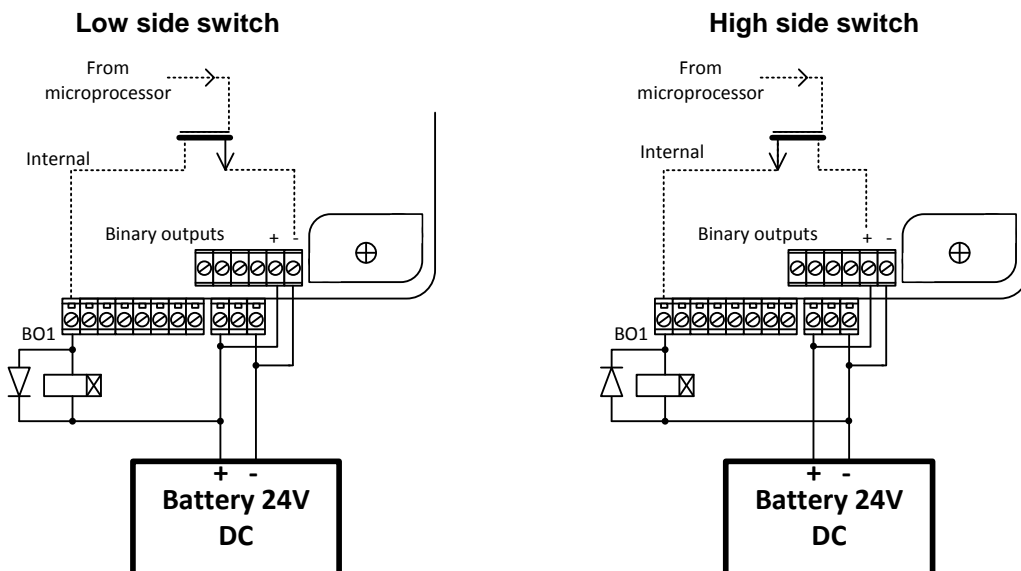 Low side switch
From
microprocessor
Internal
Binary outputs
+ -
BO1
+ -
Battery 24V
DC
High side switch
From
microprocessor
Internal
Binary outputs
+ -
BO1
+ -
Battery 24V
DC